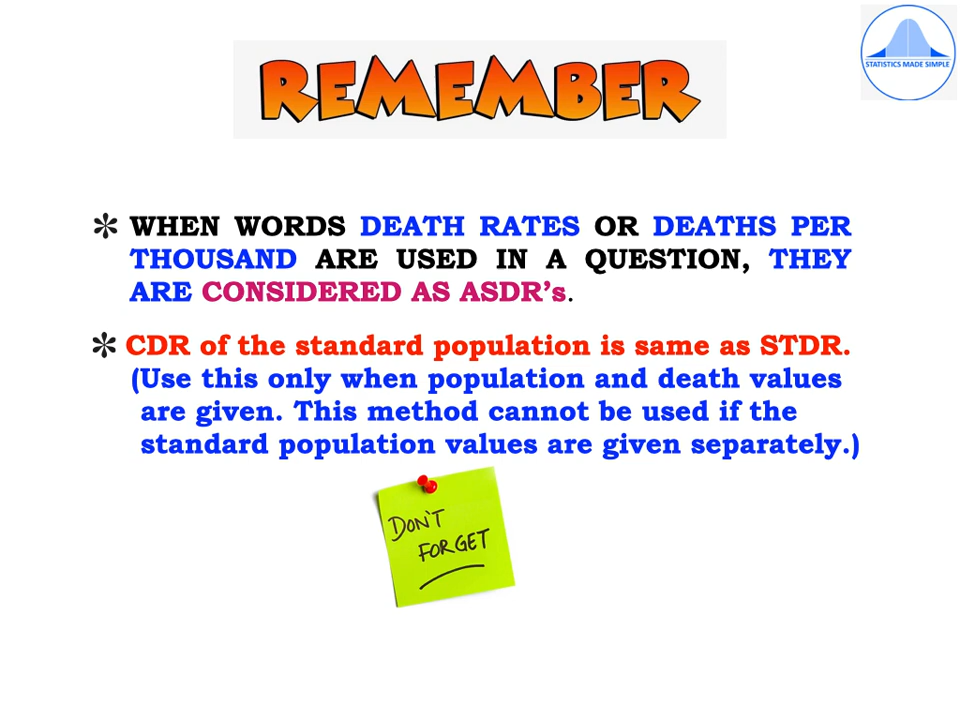 STATISTICS MADE SIMPLE
REMEMBER
* WHEN WORDS DEATH RATES OR DEATHS PER
THOUSAND ARE USED IN A QUESTION, THEY
ARE CONSIDERED AS ASDR’s.
* CDR of the standard population is same as STDR.
(Use this only when population and death values
are given. This method cannot be used if the
standard population values are given separately.)
DON'T
FORGET